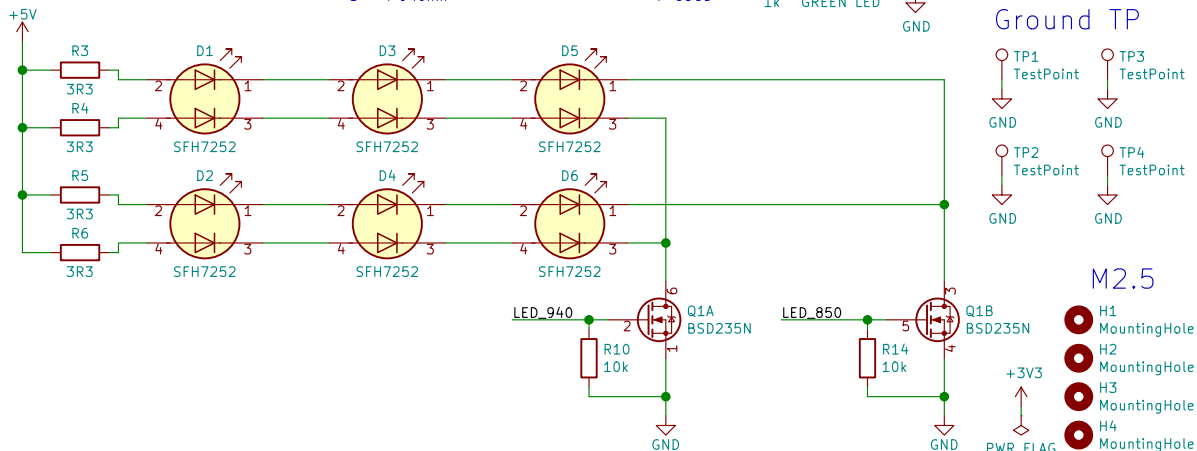 1k GREEN LED
GND
+5V
R3
3R3
R4
3R3
R5
3R3
R6
3R3
D1
2
1
4
3
SFH7252
D3
2
1
4
3
SFH7252
D5
2
1
4
3
SFH7252
D2
2
1
4
3
SFH7252
D4
2
1
4
3
SFH7252
D6
2
1
4
3
SFH7252
LED_940
2
6
1
Q1A
BSD235N
R10
10k
GND
LED_850
5
3
4
Q1B
BSD235N
R14
10k
GND
Ground TP
TP1
TestPoint
GND
TP3
TestPoint
GND
TP2
TestPoint
GND
TP4
TestPoint
GND
M2.5
H1
MountingHole
H2
MountingHole
H3
MountingHole
H4
MountingHole
+3V3
PWR_FLAG